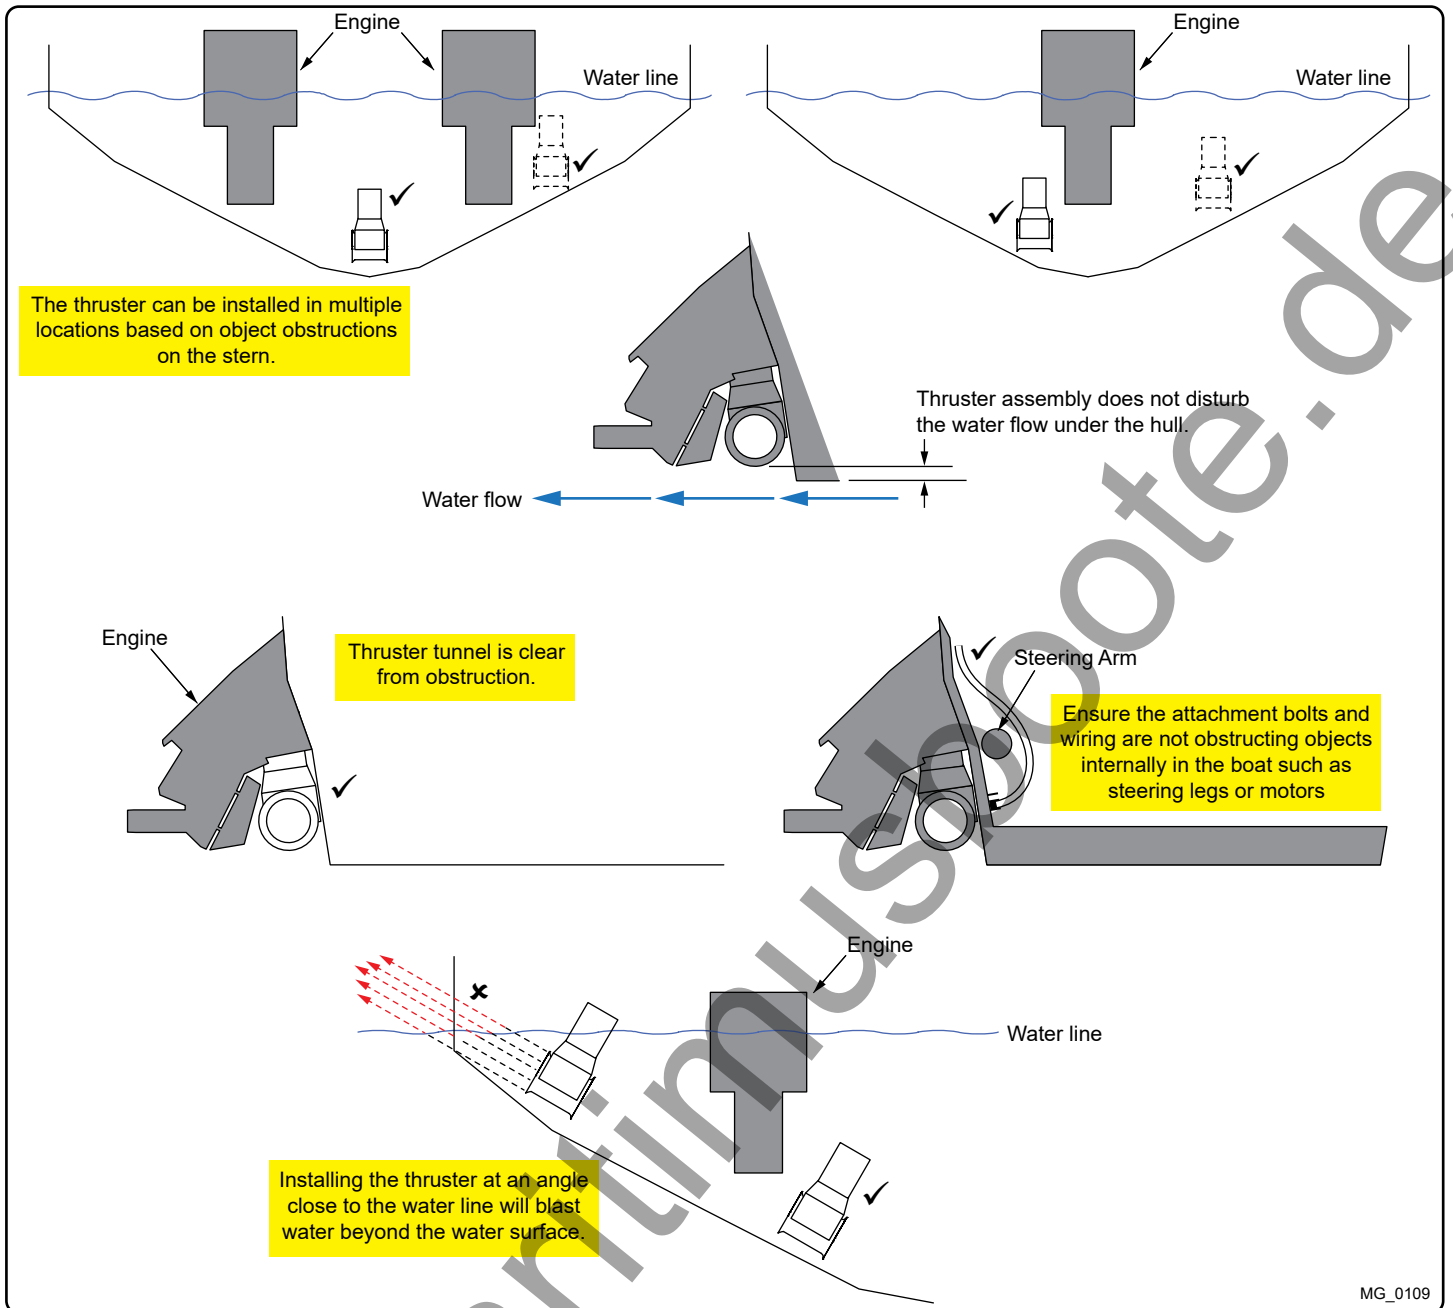 Engine
Water line
Engine
Water line
The thruster can be installed in multiple
locations based on object obstructions
on the stern.
Thruster assembly does not disturb
the water flow under the hull.
Water flow
Engine
Thruster tunnel is clear
from obstruction.
Steering Arm
Ensure the attachment bolts and
wiring are not obstructing objects
internally in the boat such as
steering legs or motors
Engine
Water line
Installing the thruster at an angle
close to the water line will blast
water beyond the water surface.
MG_0109